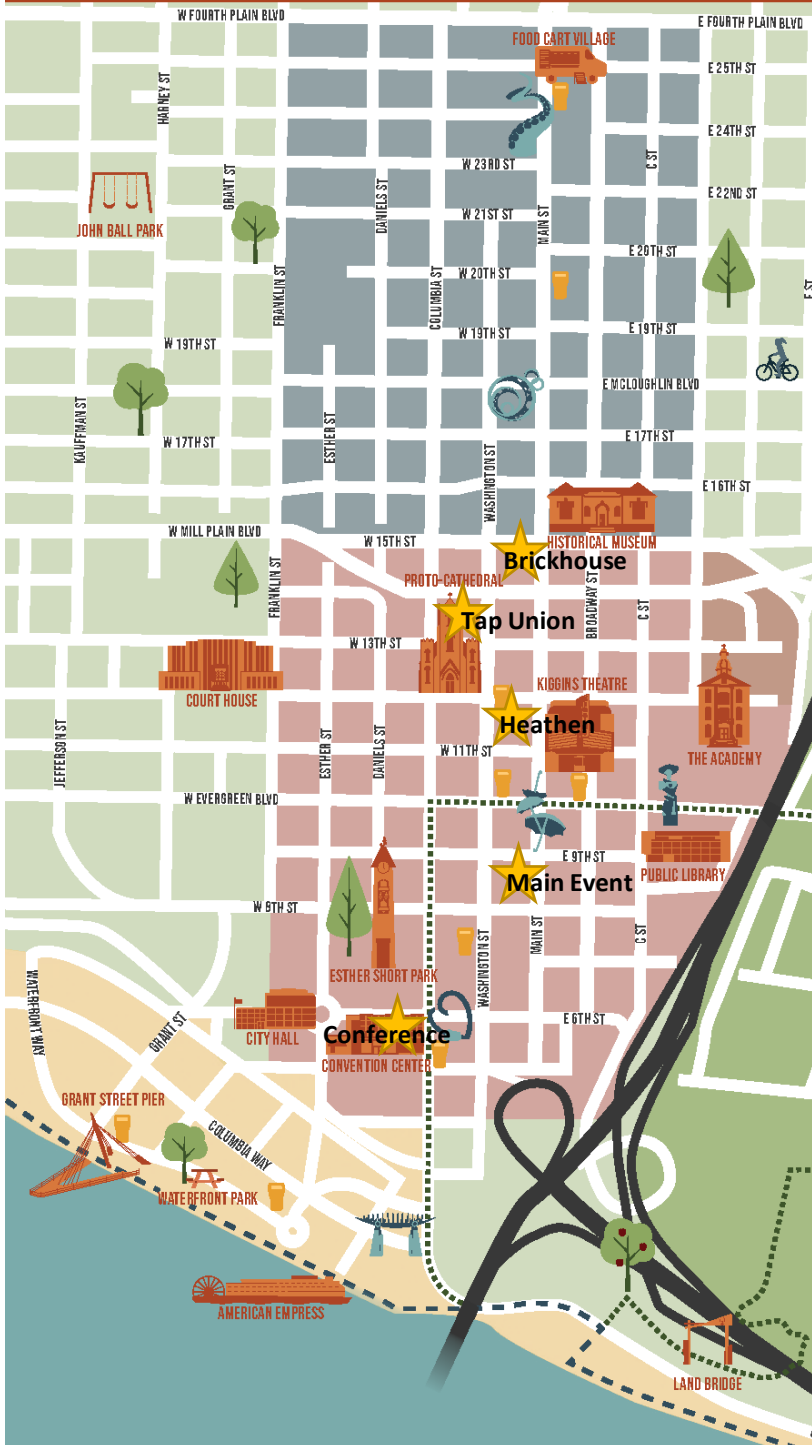 W FOURTH PLAIN BLVD
E FOURTH PLAIN BLVD
FOOD CART VILLAGE
E 25TH ST
HARNEY ST
E 24TH ST
C ST
W 23RD ST
GRANT ST
DANIELS ST
E 22ND ST
W 21ST ST
MAIN ST
JOHN BALL PARK
E 20TH ST
FRANKLIN ST
COLUMBIA ST
W 20TH ST
E ST
W 19TH ST
E 19TH ST
W 19TH ST
E MCLOUGHLIN BLVD
KAUFFMAN ST
ESTHER ST
W 17TH ST
E 17TH ST
WASHINGTON ST
E 16TH ST
W MILL PLAIN BLVD
W 15TH ST
HISTORICAL MUSEUM
Brickhouse
FRANKLIN ST
PROTO-CATHEDRAL
BROADWAY ST
C ST
Tap Union
W 13TH ST
COURT HOUSE
KIGGINS THEATRE
Heathen
JEFFERSON ST
ESTHER ST
DANIELS ST
W 11TH ST
THE ACADEMY
W EVERGREEN BLVD
E 9TH ST
PUBLIC LIBRARY
Main Event
W 8TH ST
MAIN ST
C ST
WASHINGTON ST
ESTHER SHORT PARK
WATERFRONT WAY
GRANT ST
E 6TH ST
CITY HALL
Conference
CONVENTION CENTER
GRANT STREET PIER
COLUMBIA WAY
WATERFRONT PARK
AMERICAN EMPRESS
LAND BRIDGE